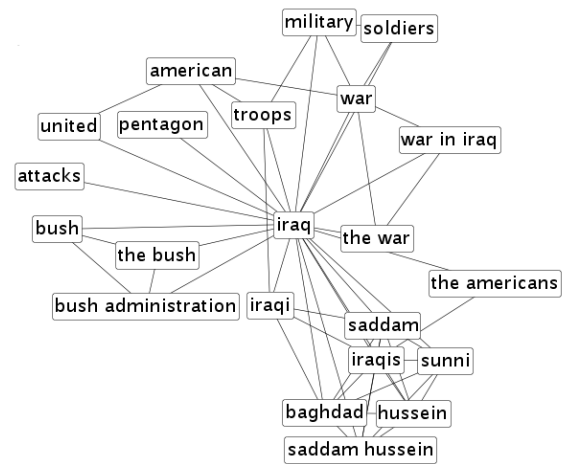 military
soldiers
american
war
troops
united
pentagon
war in iraq
attacks
iraq
bush
the war
the bush
the americans
bush administration
iraqi
saddam
iraqis
sunni
baghdad
hussein
saddam hussein